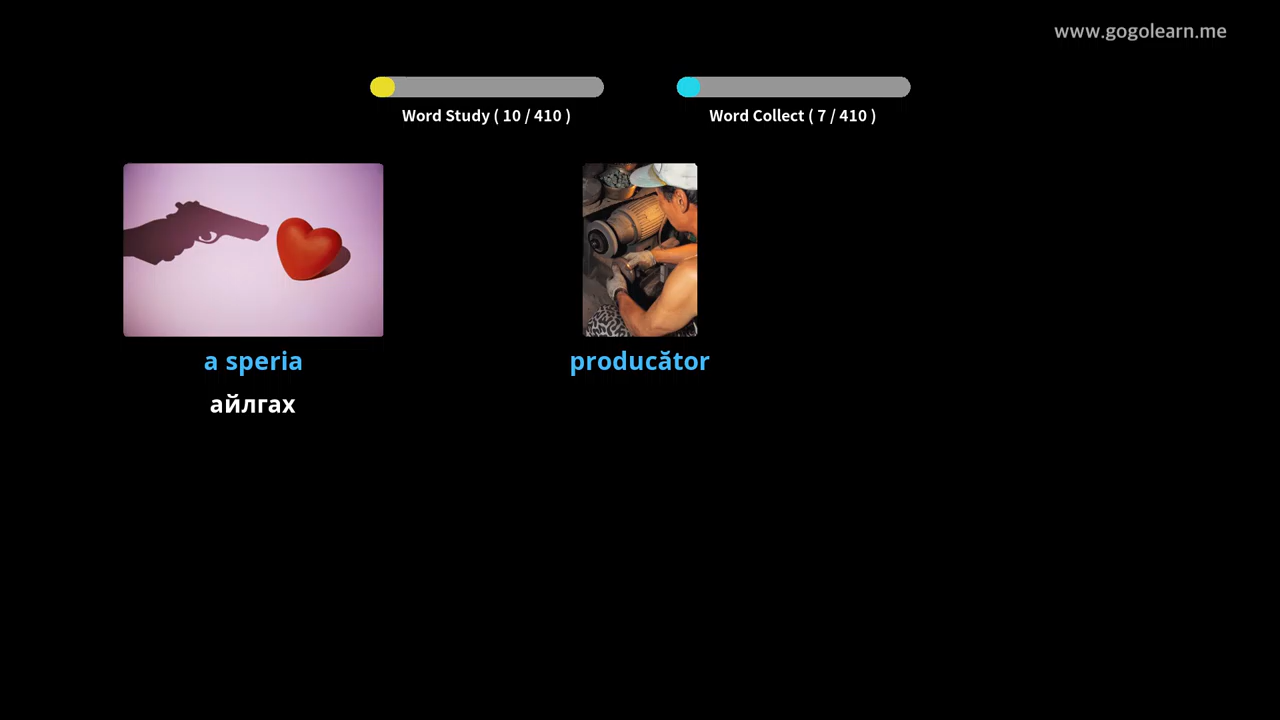 www.gogolearn.me
Word Study ( 10 / 410 )
Word Collect ( 7 / 410 )
a speria
producător
айлгах